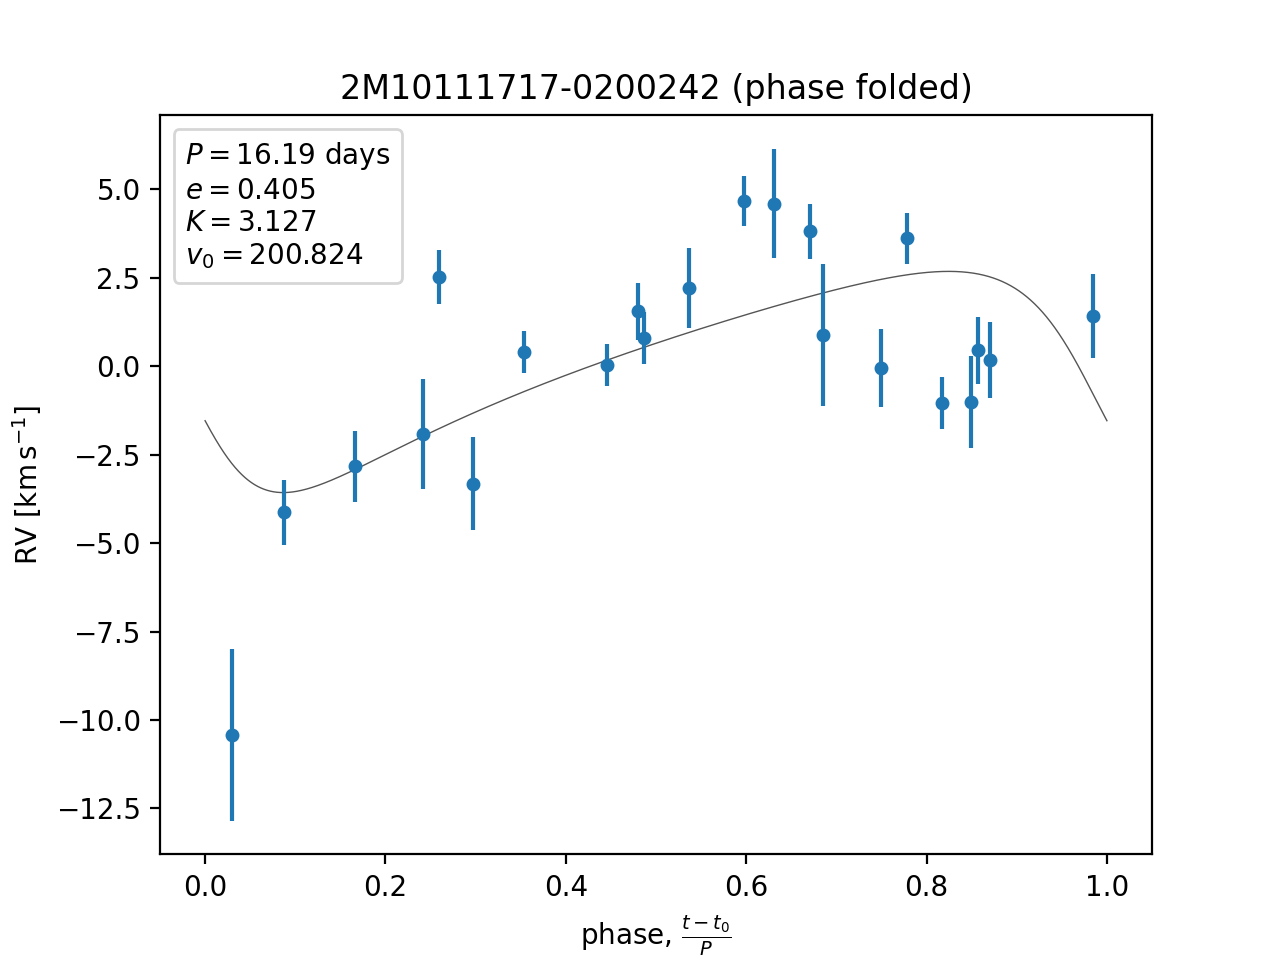 2M10111717-0200242 (phase folded)
P = 16.19 days
e = 0.405
K = 3.127
v₀ = 200.824
5.0
2.5
0.0
−2.5
−5.0
−7.5
−10.0
−12.5
RV [km s⁻¹]
0.0 0.2 0.4 0.6 0.8 1.0
phase, (t − t₀)/P